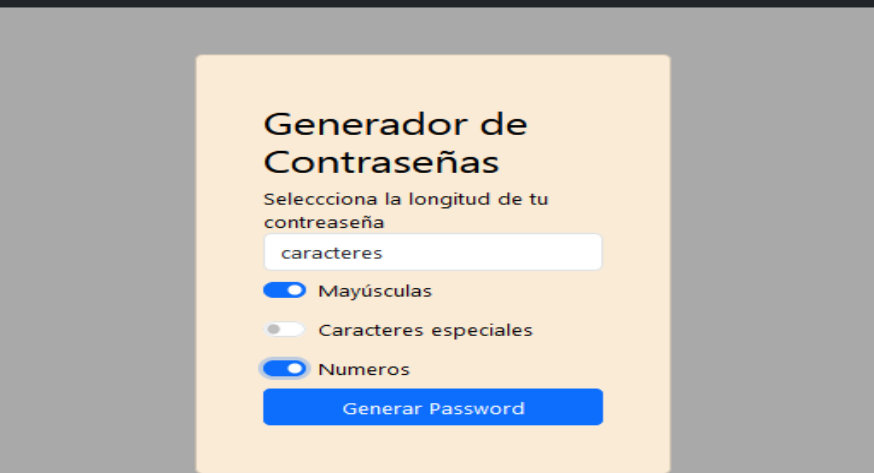 Generador de
Contraseñas
Seleccciona la longitud de tu
contreaseña
caracteres
Mayúsculas
Caracteres especiales
Numeros
Generar Password